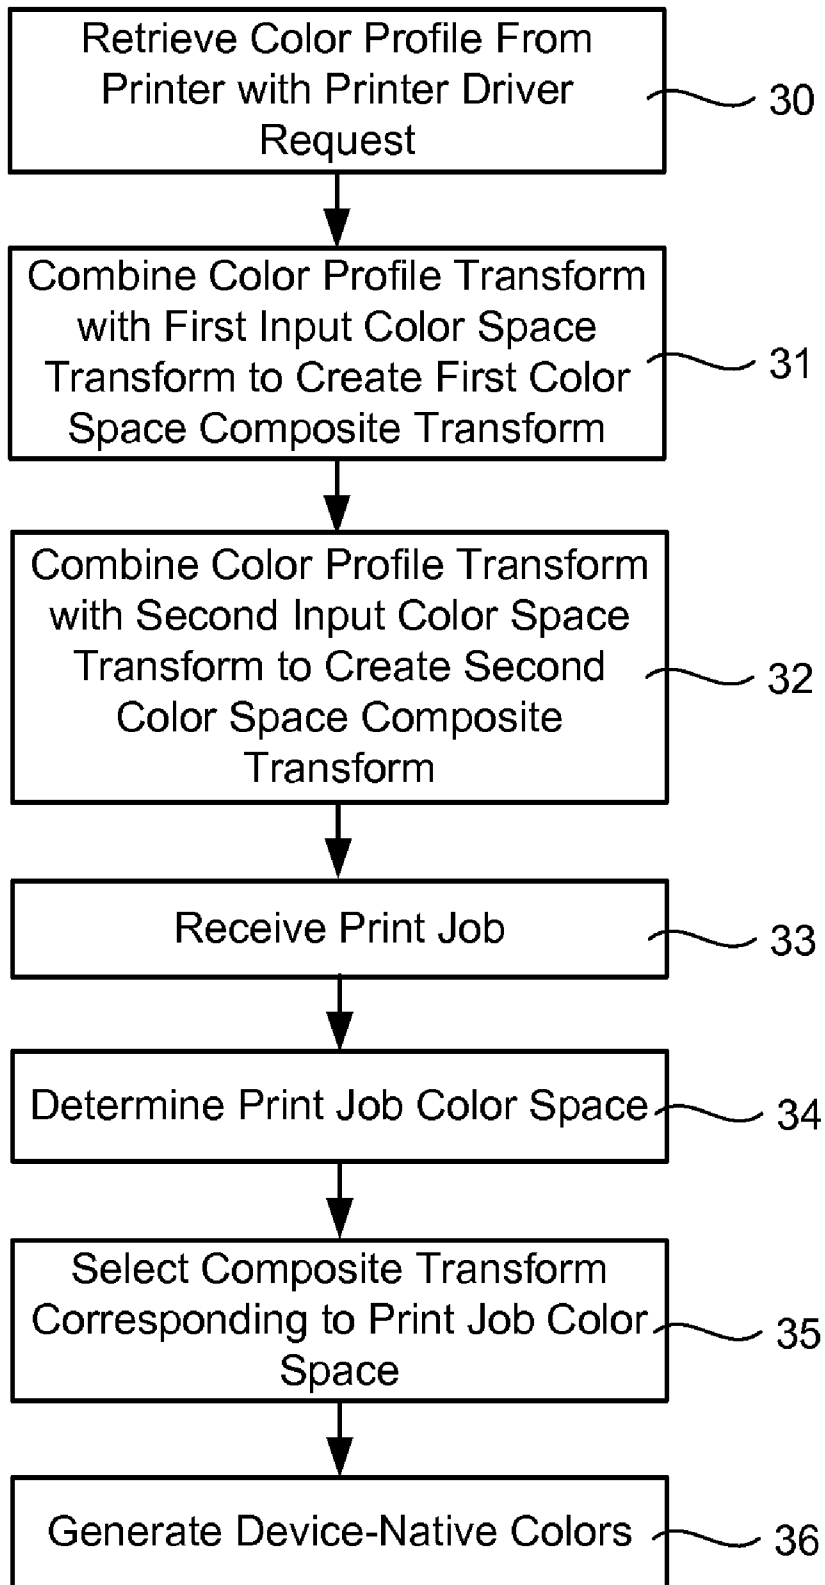 Retrieve Color Profile From
Printer with Printer Driver
Request
30
Combine Color Profile Transform
with First Input Color Space
Transform to Create First Color
Space Composite Transform
31
Combine Color Profile Transform
with Second Input Color Space
Transform to Create Second
Color Space Composite
Transform
32
Receive Print Job
33
Determine Print Job Color Space
34
Select Composite Transform
Corresponding to Print Job Color
Space
35
Generate Device-Native Colors
36